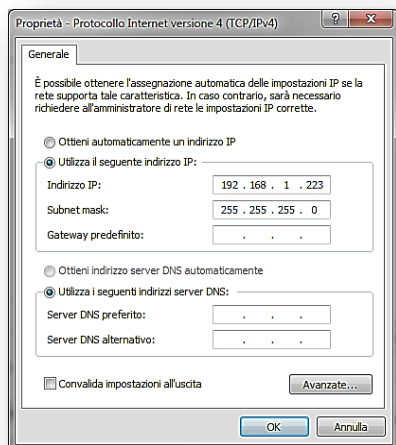 Proprietà - Protocollo Internet versione 4 (TCP/IPv4)
Generale
È possibile ottenere l'assegnazione automatica delle impostazioni IP se la
rete supporta tale caratteristica. In caso contrario, sarà necessario
richiedere all'amministratore di rete le impostazioni IP corrette.
Ottieni automaticamente un indirizzo IP
Utilizza il seguente indirizzo IP:
Indirizzo IP: 192 . 168 . 1 . 223
Subnet mask: 255 . 255 . 255 . 0
Gateway predefinito: . . .
Ottieni indirizzo server DNS automaticamente
Utilizza i seguenti indirizzi server DNS:
Server DNS preferito: . . .
Server DNS alternativo: . . .
Convalida impostazioni all'uscita Avanzate...
OK Annulla